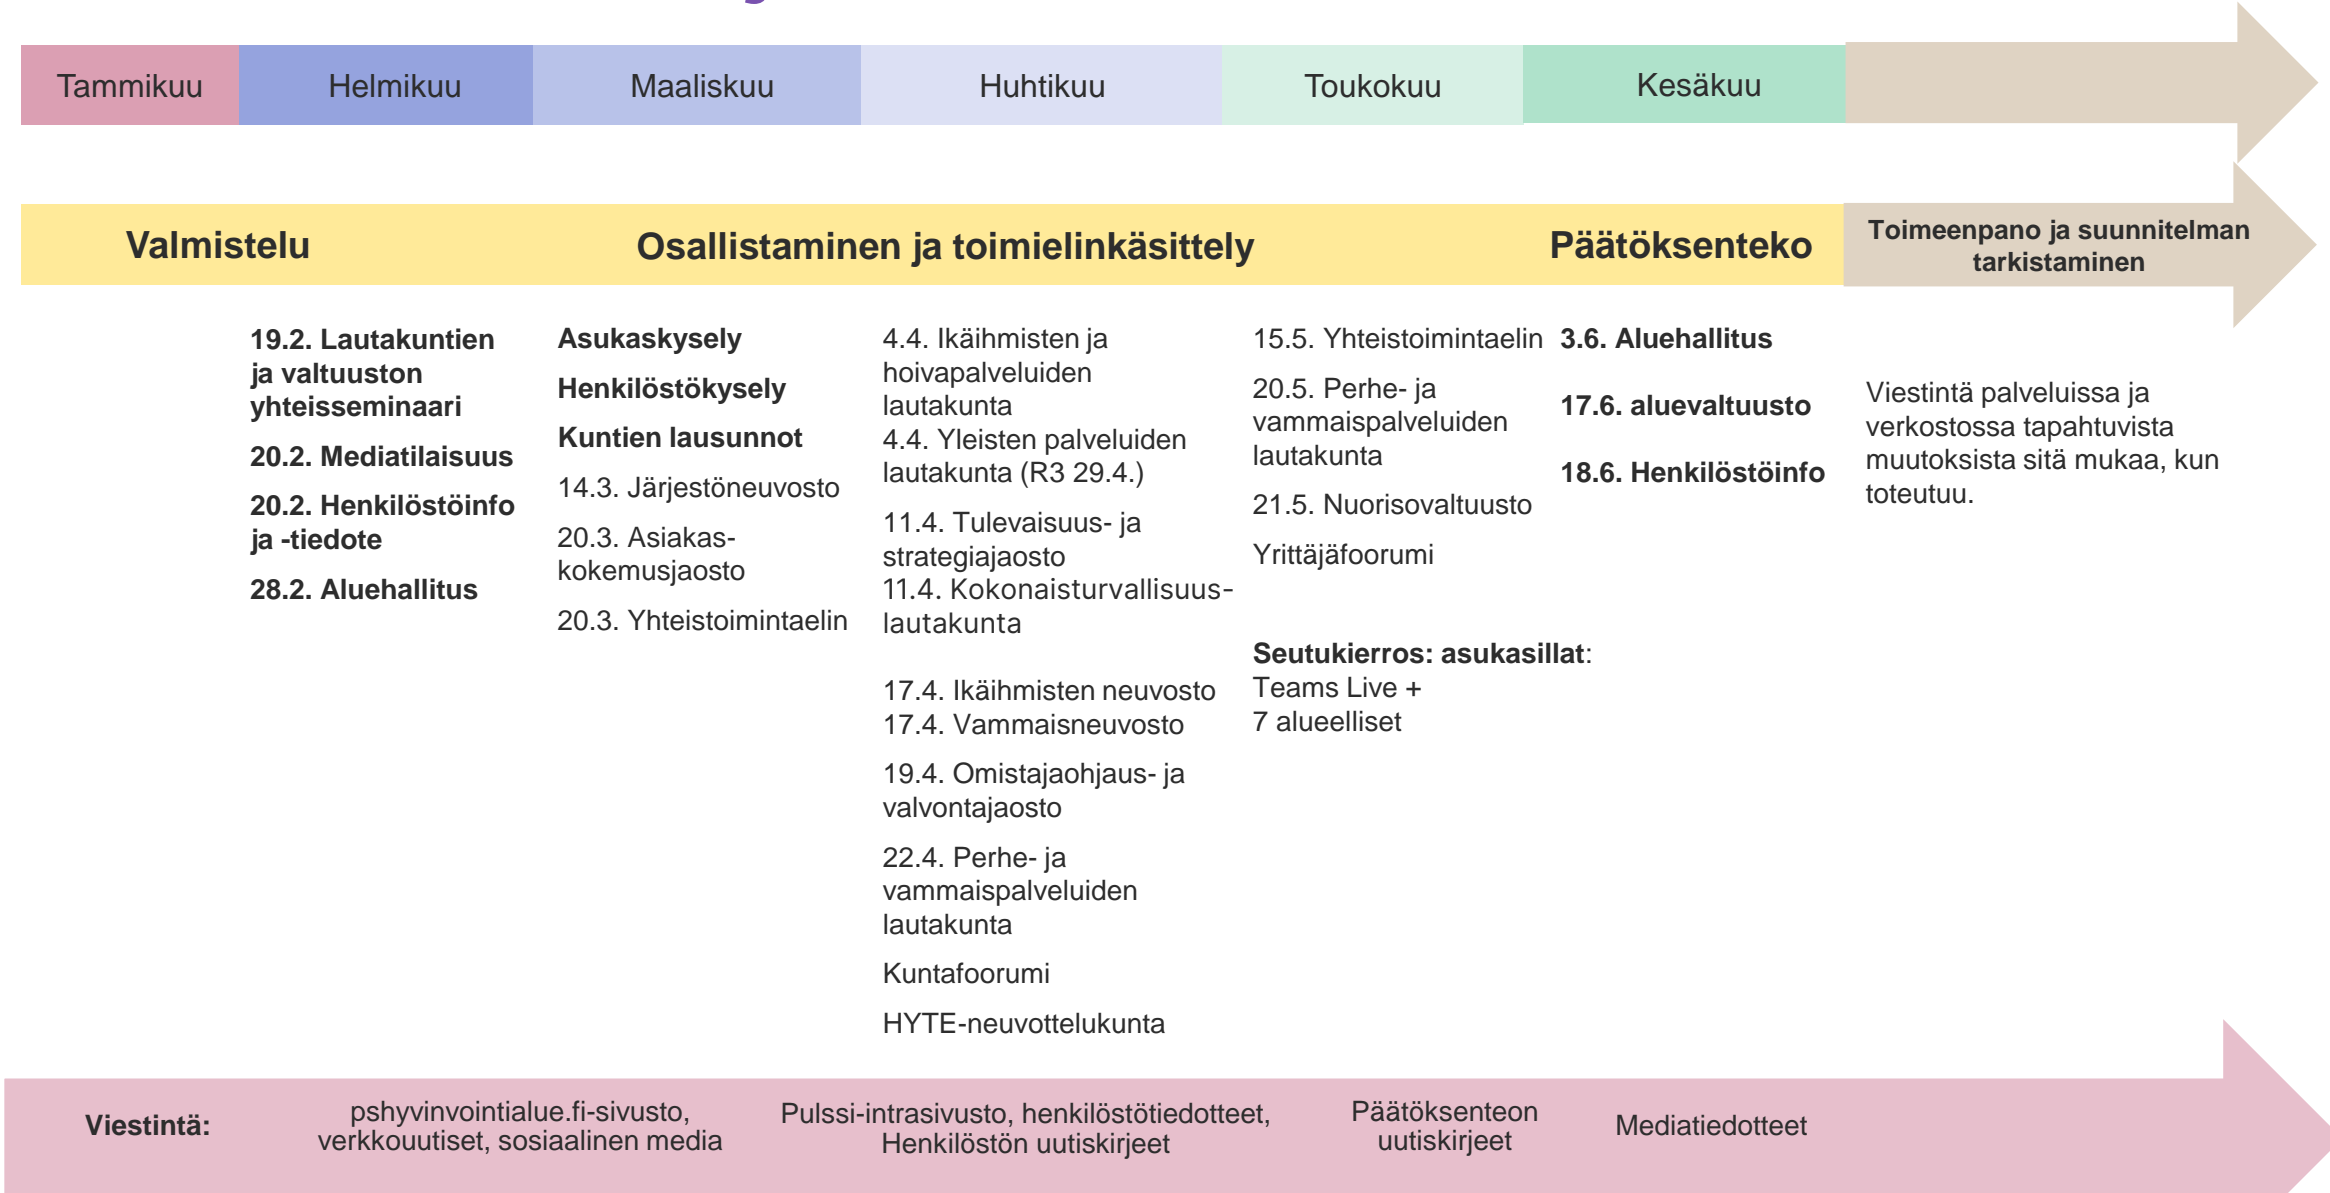 Tammikuu
Helmikuu
Maaliskuu
Huhtikuu
Toukokuu
Kesäkuu
Valmistelu
Osallistaminen ja toimielinkäsittely
Päätöksenteko
Toimeenpano ja suunnitelman
tarkistaminen
19.2. Lautakuntien
ja valtuuston
yhteisseminaari
20.2. Mediatilaisuus
20.2. Henkilöstöinfo
ja -tiedote
28.2. Aluehallitus
Asukaskysely
Henkilöstökysely
Kuntien lausunnot
14.3. Järjestöneuvosto
20.3. Asiakas-
kokemusjaosto
20.3. Yhteistoimintaelin
4.4. Ikäihmisten ja
hoivapalveluiden
lautakunta
4.4. Yleisten palveluiden
lautakunta (R3 29.4.)
11.4. Tulevaisuus- ja
strategiajaosto
11.4. Kokonaisturvallisuus-
lautakunta
17.4. Ikäihmisten neuvosto
17.4. Vammaisneuvosto
19.4. Omistajaohjaus- ja
valvontajaosto
22.4. Perhe- ja
vammaispalveluiden
lautakunta
Kuntafoorumi
HYTE-neuvottelukunta
15.5. Yhteistoimintaelin
20.5. Perhe- ja
vammaispalveluiden
lautakunta
21.5. Nuorisovaltuusto
Yrittäjäfoorumi
Seutukierros: asukasillat:
Teams Live +
7 alueelliset
3.6. Aluehallitus
17.6. aluevaltuusto
18.6. Henkilöstöinfo
Viestintä palveluissa ja
verkostossa tapahtuvista
muutoksista sitä mukaa, kun
toteutuu.
Viestintä:
pshyvinvointialue.fi-sivusto,
verkkouutiset, sosiaalinen media
Pulssi-intrasivusto, henkilöstötiedotteet,
Henkilöstön uutiskirjeet
Päätöksenteon
uutiskirjeet
Mediatiedotteet